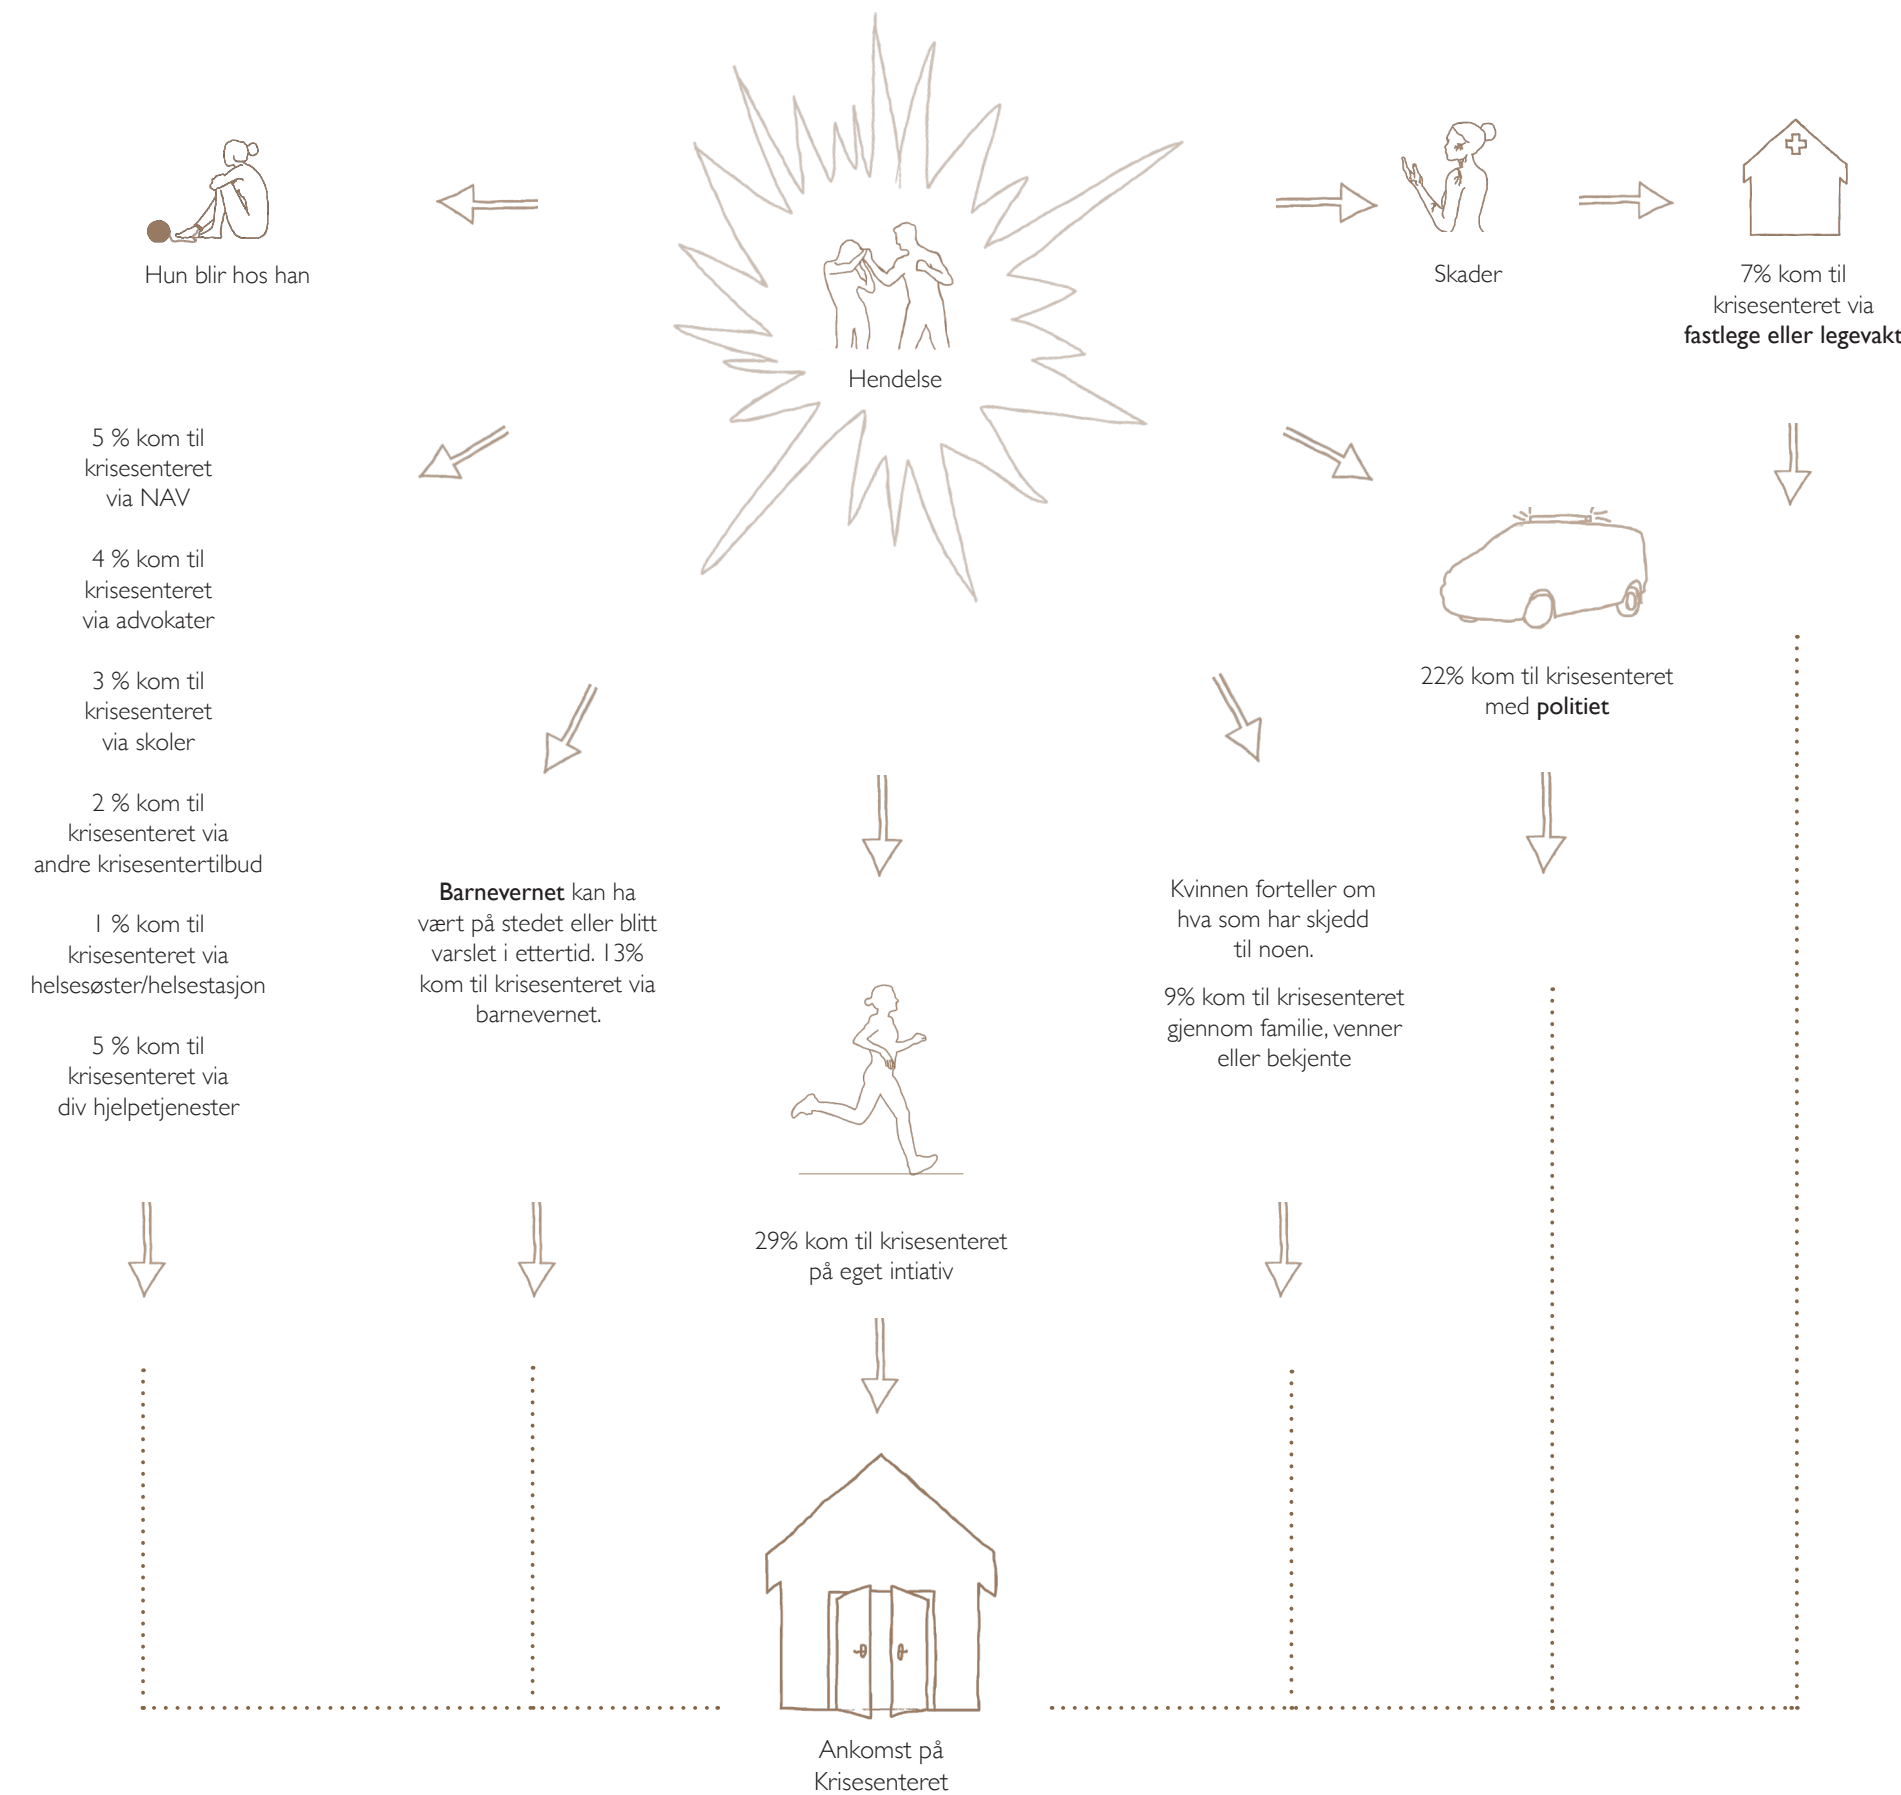 Hun blir hos han
Hendelse
Skader
7% kom til
krisesenteret via
fastlege eller legevakt
5 % kom til
krisesenteret
via NAV
4 % kom til
krisesenteret
via advokater
3 % kom til
krisesenteret
via skoler
2 % kom til
krisesenteret via
andre krisesentertilbud
1 % kom til
krisesenteret via
helsesøster/helsestasjon
5 % kom til
krisesenteret via
div hjelpetjenester
Barnevernet kan ha
vært på stedet eller blitt
varslet i ettertid. 13%
kom til krisesenteret via
barnevernet.
29% kom til krisesenteret
på eget intiativ
Kvinnen forteller om
hva som har skjedd
til noen.
9% kom til krisesenteret
gjennom familie, venner
eller bekjente
22% kom til krisesenteret
med politiet
Ankomst på
Krisesenteret